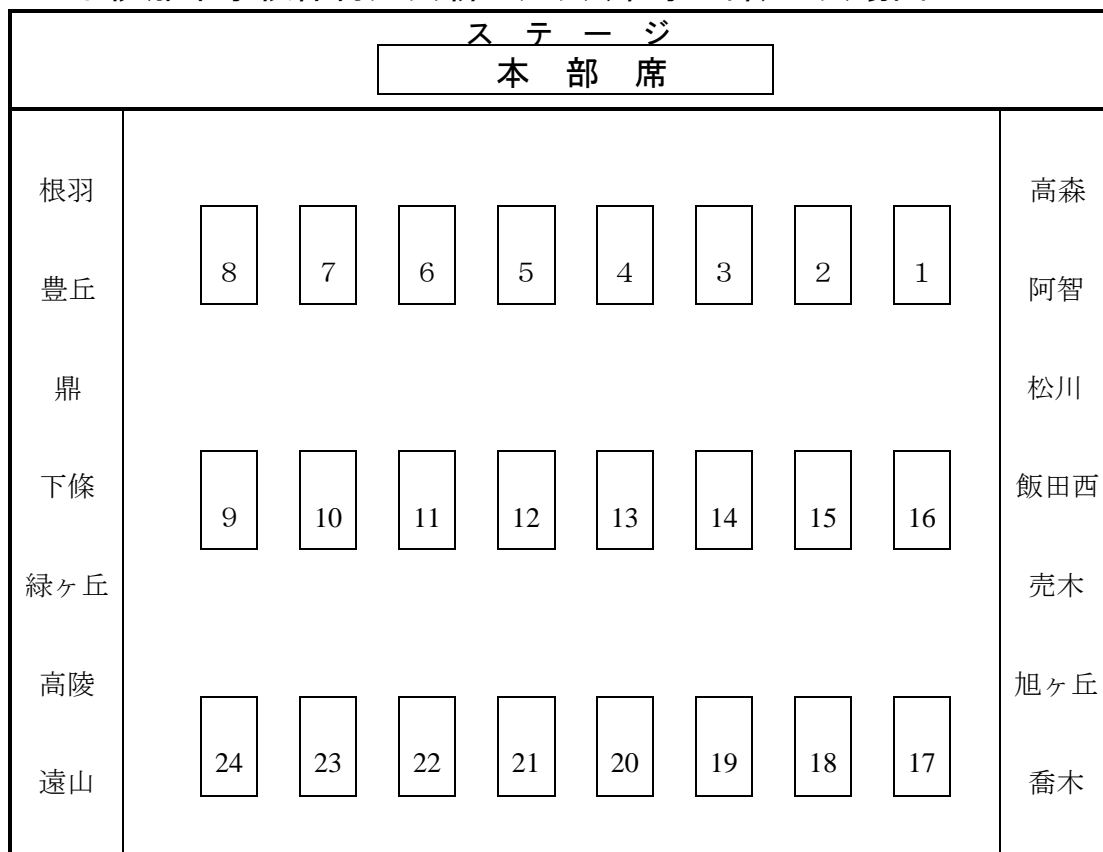 ステージ
本部席
根羽
高森
８ ７ ６ ５ ４ ３ ２ １
豊丘
阿智
鼎
松川
下條
飯田西
９ 10 11 12 13 14 15 16
緑ヶ丘
売木
高陵
旭ヶ丘
24 23 22 21 20 19 18 17
遠山
喬木